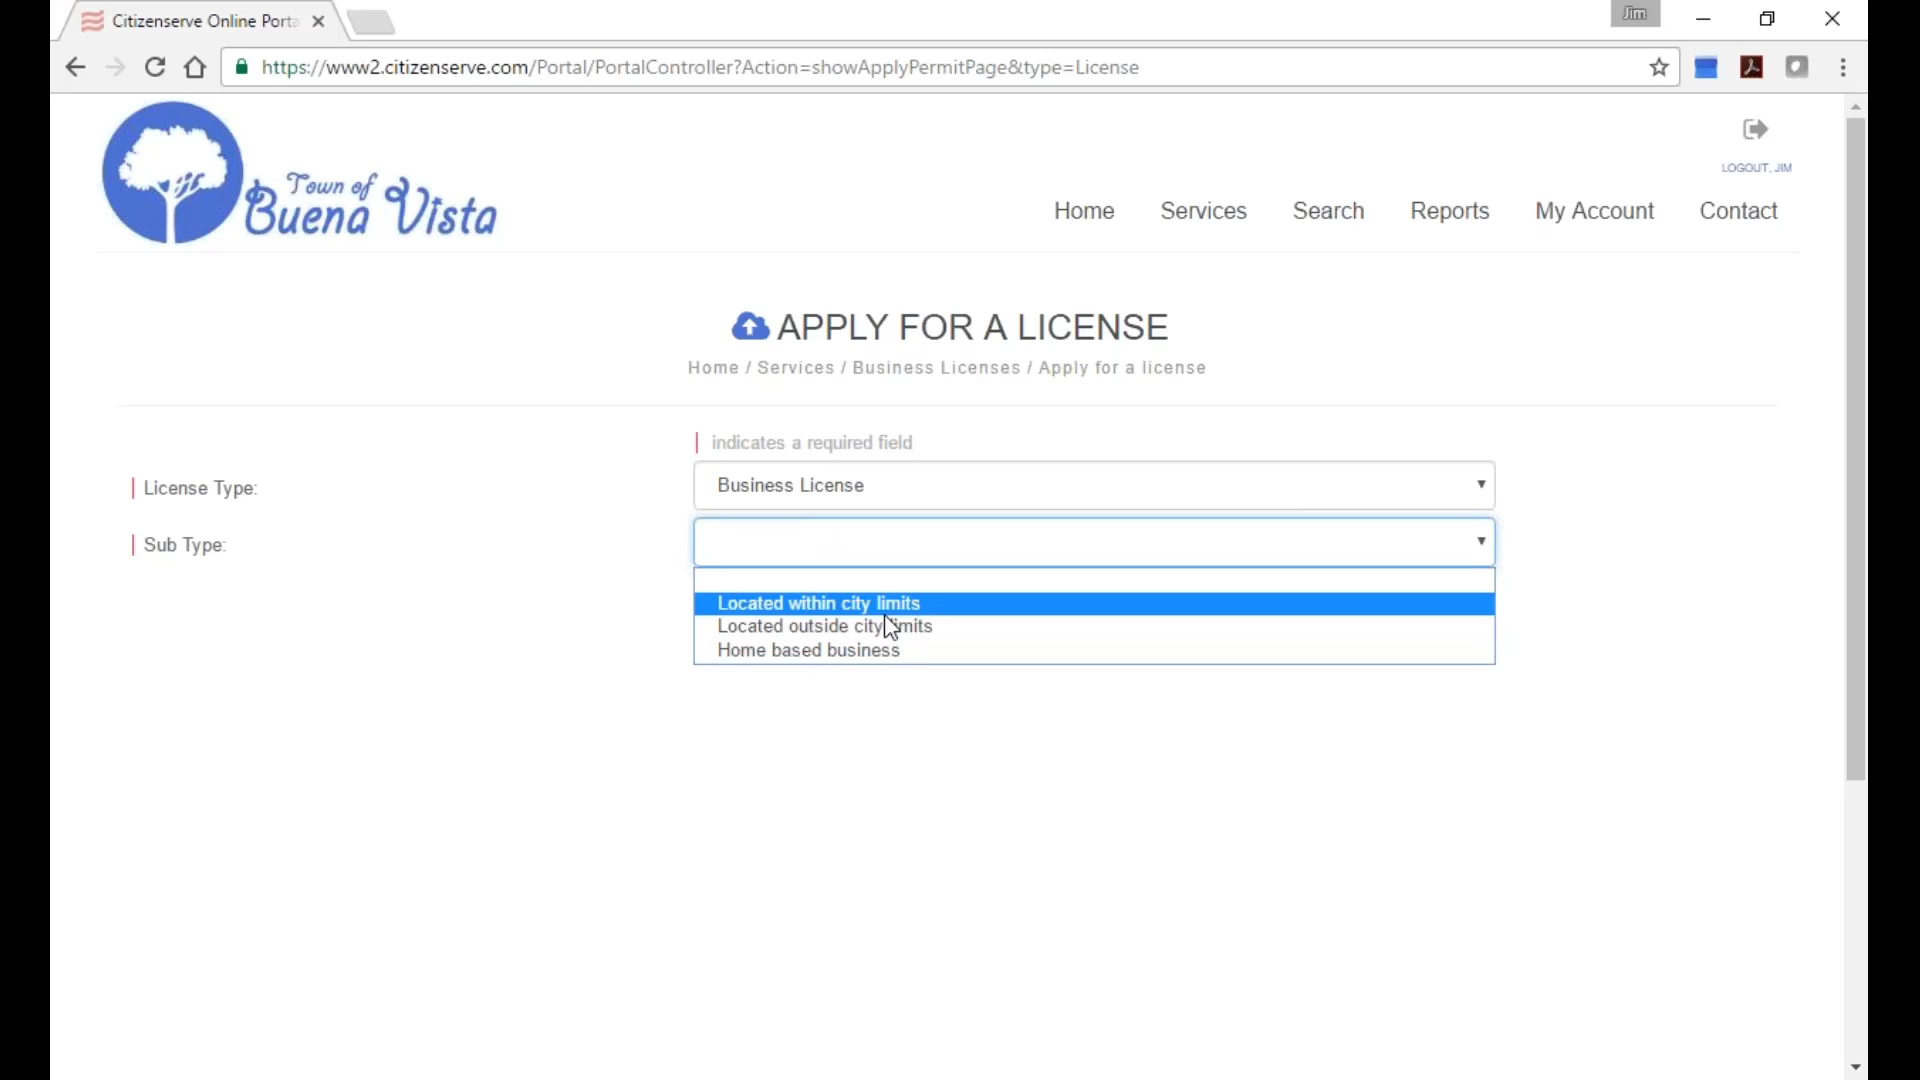 Citizenserve Online Porta
Jim
https://www2.citizenserve.com/Portal/PortalController?Action=showApplyPermitPage&type=License
LOGOUT, JIM
Town of
Buena Vista
Home Services Search Reports My Account Contact
APPLY FOR A LICENSE
Home / Services / Business Licenses / Apply for a license
indicates a required field
License Type: Business License
Sub Type:
Located within city limits
Located outside city limits
Home based business